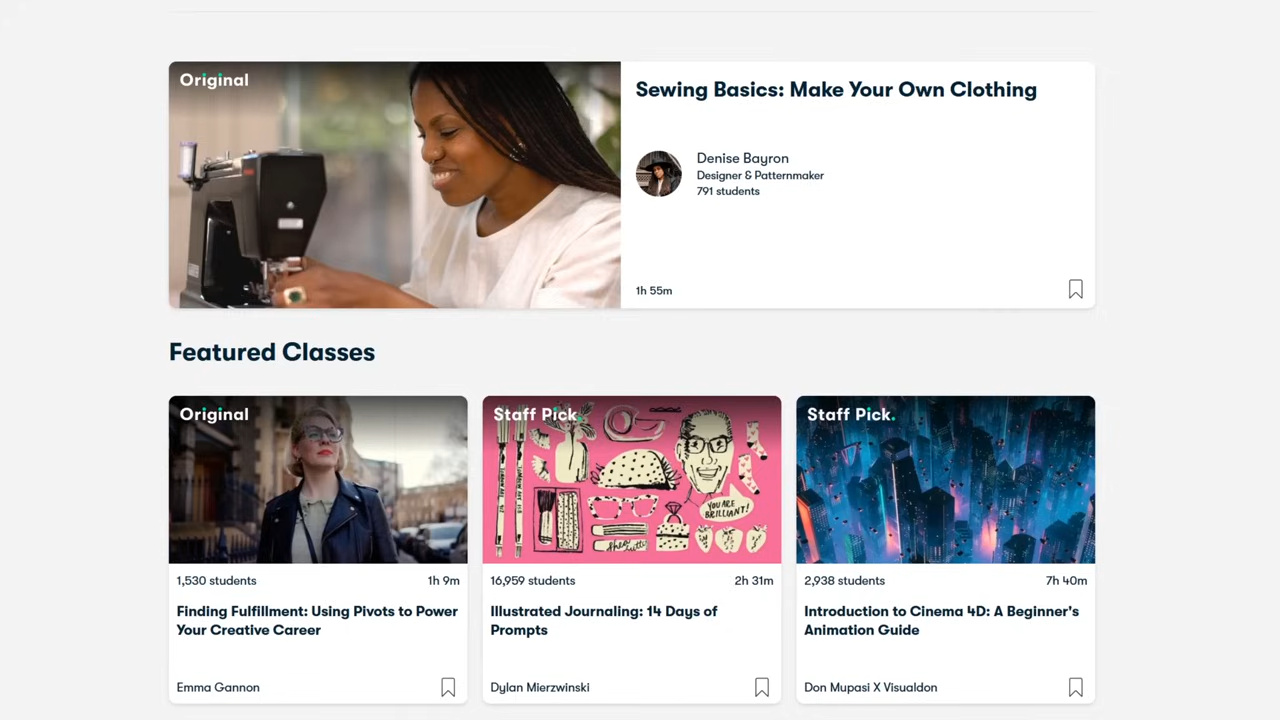 Original
Sewing Basics: Make Your Own Clothing
Denise Bayron
Designer & Patternmaker
791 students
1h 55m
Featured Classes
Original
1,530 students
1h 9m
Finding Fulfillment: Using Pivots to Power
Your Creative Career
Emma Gannon
Staff Pick.
YOU ARE
BRILLIANT!
16,959 students
2h 31m
Illustrated Journaling: 14 Days of
Prompts
Dylan Mierzwinski
Staff Pick.
2,938 students
7h 40m
Introduction to Cinema 4D: A Beginner's
Animation Guide
Don Mupasi X Visualdon